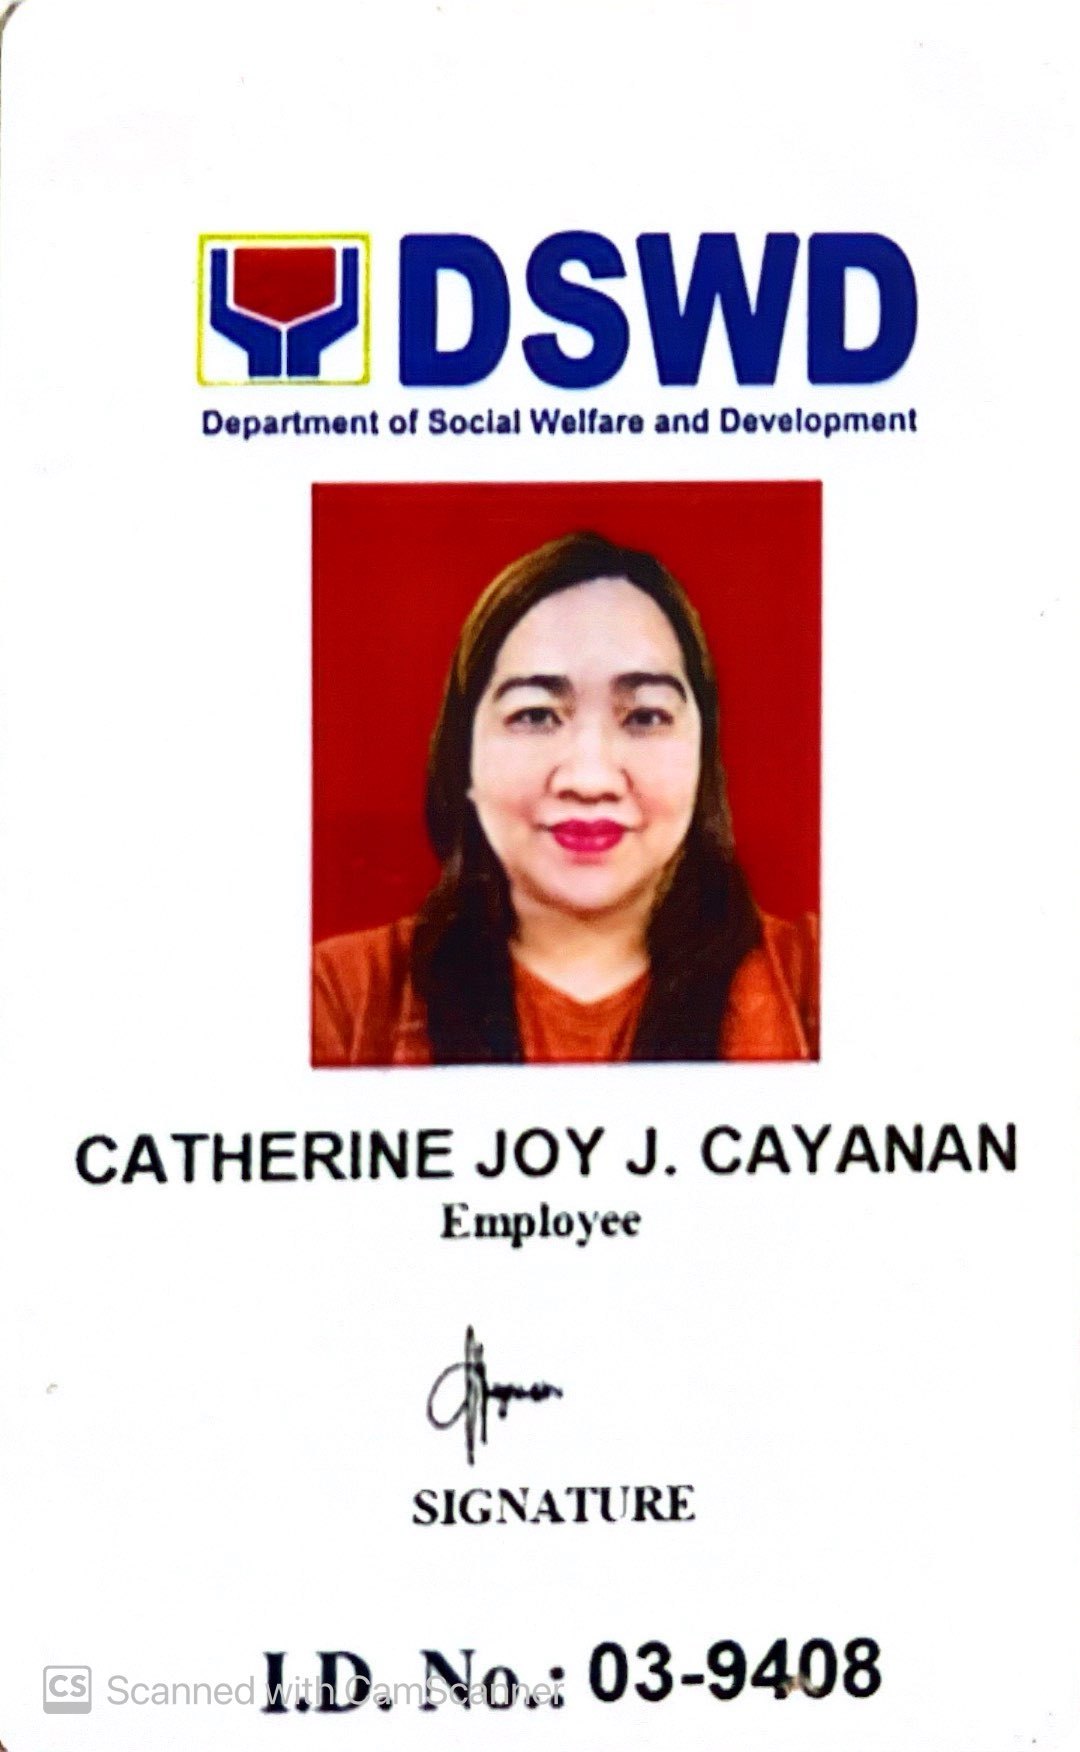 DSWD
Department of Social Welfare and Development
CATHERINE JOY J. CAYANAN
Employee
SIGNATURE
I.D. No.: 03-9408
CS Scanned with CamScanner